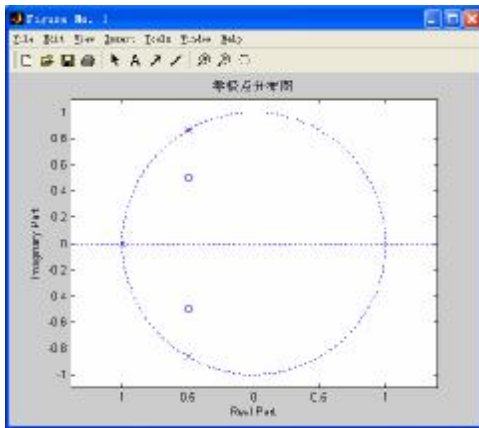 Figure No. 1
File Edit View Insert Tools Window Help
零极点分布图
1
0.8
0.6
0.4
0.2
0
-0.2
-0.4
-0.6
-0.8
-1
Imaginary Part
1 0.5 0 0.5 1
Real Part